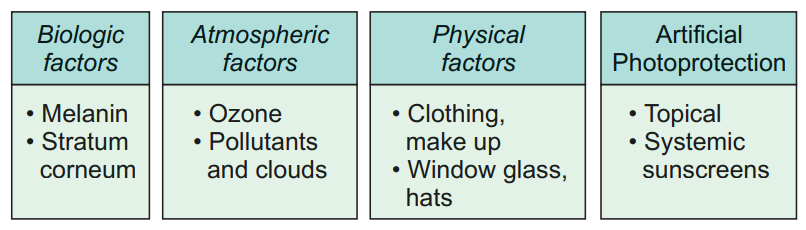 Biologic
factors
• Melanin
• Stratum
corneum
Atmospheric
factors
• Ozone
• Pollutants
and clouds
Physical
factors
• Clothing,
make up
• Window glass,
hats
Artificial
Photoprotection
• Topical
• Systemic
sunscreens